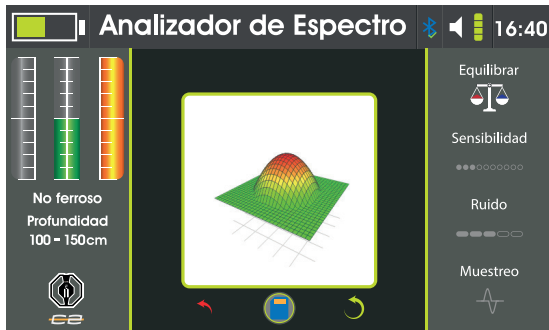 Analizador de Espectro
16:40
Equilibrar
Sensibilidad
No ferroso
Profundidad
100 - 150cm
Ruido
Muestreo